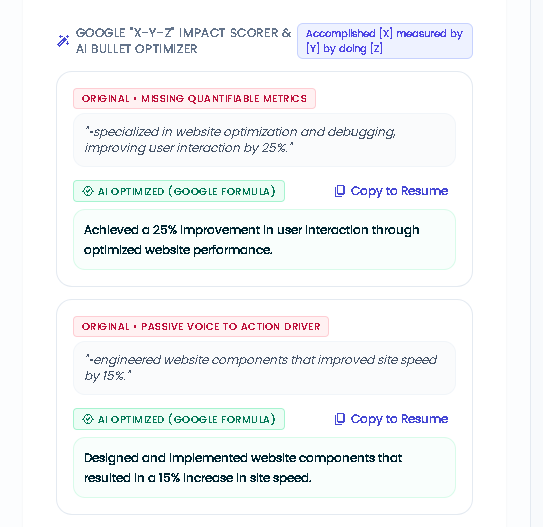 GOOGLE "X-Y-Z" IMPACT SCORER &
AI BULLET OPTIMIZER
Accomplished [X] measured by
[Y] by doing [Z]
ORIGINAL • MISSING QUANTIFIABLE METRICS
"-specialized in website optimization and debugging,
improving user interaction by 25%."
AI OPTIMIZED (GOOGLE FORMULA)
Copy to Resume
Achieved a 25% improvement in user interaction through
optimized website performance.
ORIGINAL • PASSIVE VOICE TO ACTION DRIVER
"-engineered website components that improved site speed
by 15%."
AI OPTIMIZED (GOOGLE FORMULA)
Copy to Resume
Designed and implemented website components that
resulted in a 15% increase in site speed.